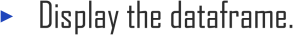 ► Display the dataframe.